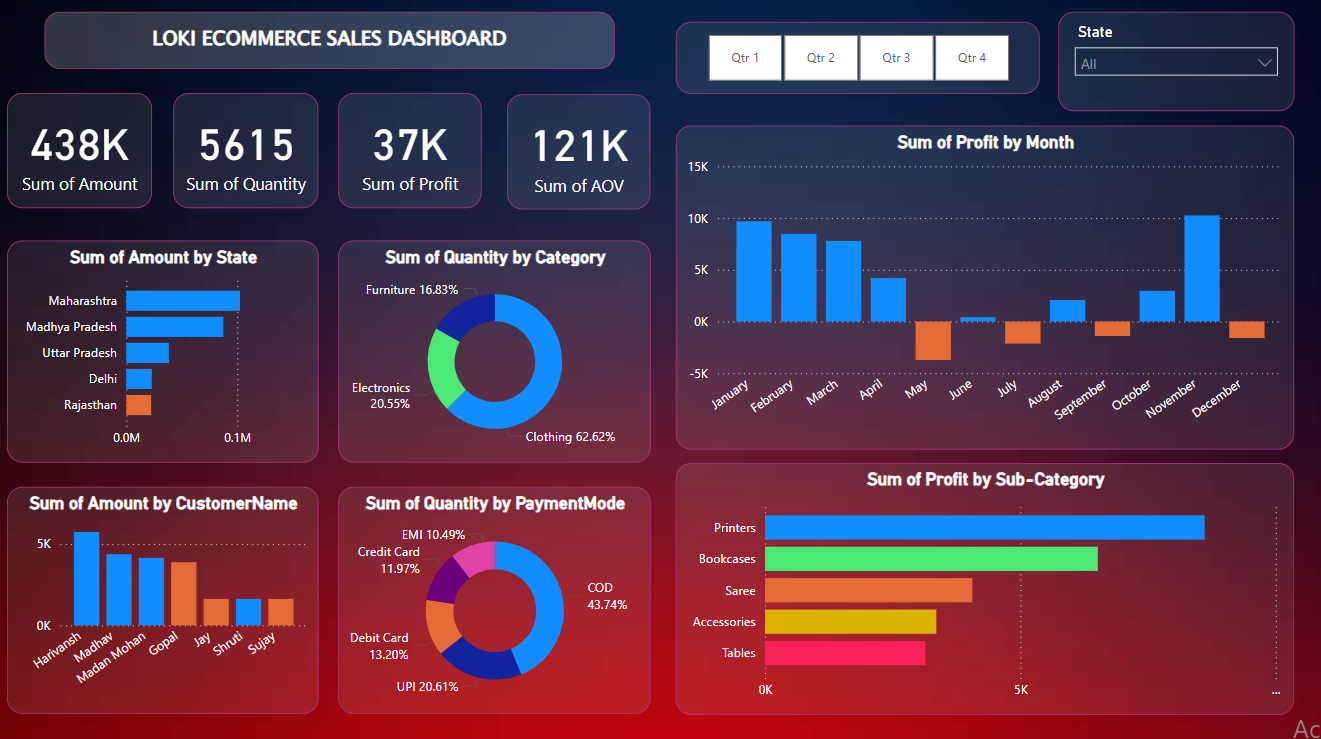 LOKI ECOMMERCE SALES DASHBOARD
Qtr 1
Qtr 2
Qtr 3
Qtr 4
State
All
438K
Sum of Amount
5615
Sum of Quantity
37K
Sum of Profit
121K
Sum of AOV
Sum of Profit by Month
15K
10K
5K
0K
-5K
January
February
March
April
May
June
July
August
September
October
November
December
Sum of Amount by State
Maharashtra
Madhya Pradesh
Uttar Pradesh
Delhi
Rajasthan
0.0M
0.1M
Sum of Quantity by Category
Furniture 16.83%
Electronics
20.55%
Clothing 62.62%
Sum of Amount by CustomerName
5K
0K
Harivansh
Madhav
Madan Mohan
Gopal
Jay
Shruti
Sujay
Sum of Quantity by PaymentMode
EMI 10.49%
Credit Card
11.97%
COD
43.74%
Debit Card
13.20%
UPI 20.61%
Sum of Profit by Sub-Category
Printers
Bookcases
Saree
Accessories
Tables
0K
5K
...
Ac